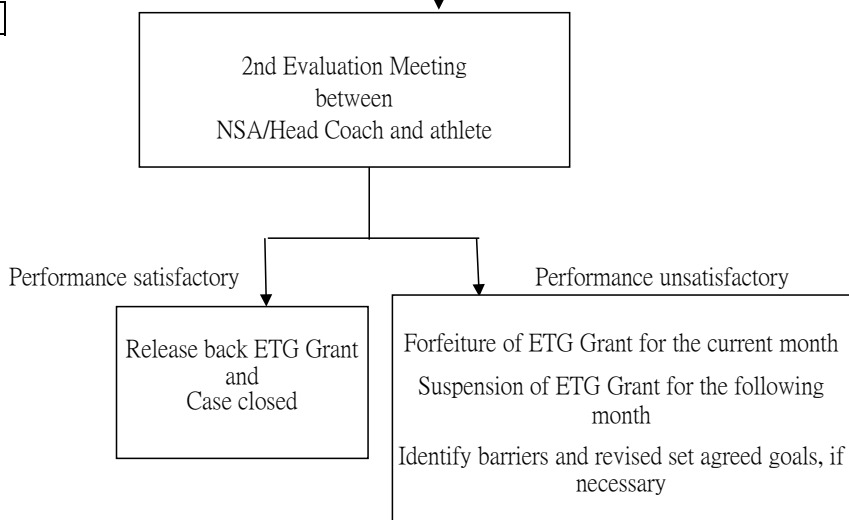 2nd Evaluation Meeting
between
NSA/Head Coach and athlete
Performance satisfactory
Performance unsatisfactory
Release back ETG Grant
and
Case closed
Forfeiture of ETG Grant for the current month
Suspension of ETG Grant for the following
month
Identify barriers and revised set agreed goals, if
necessary